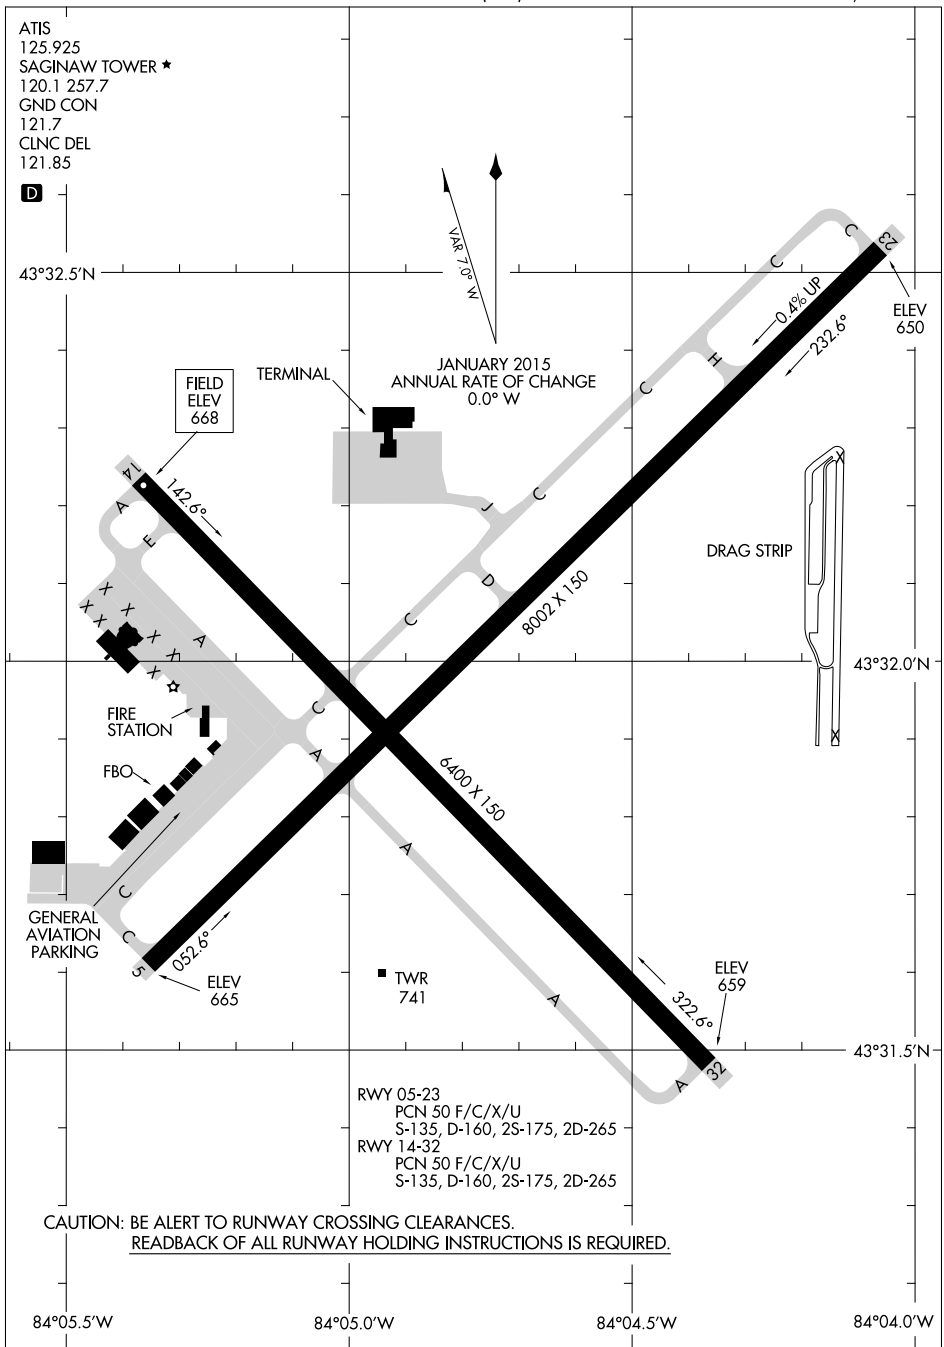 ATIS
125.925
SAGINAW TOWER ★
120.1 257.7
GND CON
121.7
CLNC DEL
121.85
D
VAR 7.0° W
JANUARY 2015
ANNUAL RATE OF CHANGE
0.0° W
43°32.5'N
C
23
C
0.4% UP
232.6°
ELEV
650
H
C
TERMINAL
FIELD
ELEV
668
14
142.6°
A
E
J
C
DRAG STRIP
X
D
8002 X 150
C
X
X
X
X
X
X
X
A
43°32.0'N
C
A
FIRE
STATION
X
FBO
6400 X 150
A
C
C
GENERAL
AVIATION
PARKING
5
052.6°
ELEV
665
TWR
741
A
ELEV
659
322.6°
43°31.5'N
32
A
RWY 05-23
PCN 50 F/C/X/U
S-135, D-160, 2S-175, 2D-265
RWY 14-32
PCN 50 F/C/X/U
S-135, D-160, 2S-175, 2D-265
CAUTION: BE ALERT TO RUNWAY CROSSING CLEARANCES.
READBACK OF ALL RUNWAY HOLDING INSTRUCTIONS IS REQUIRED.
84°05.5'W
84°05.0'W
84°04.5'W
84°04.0'W